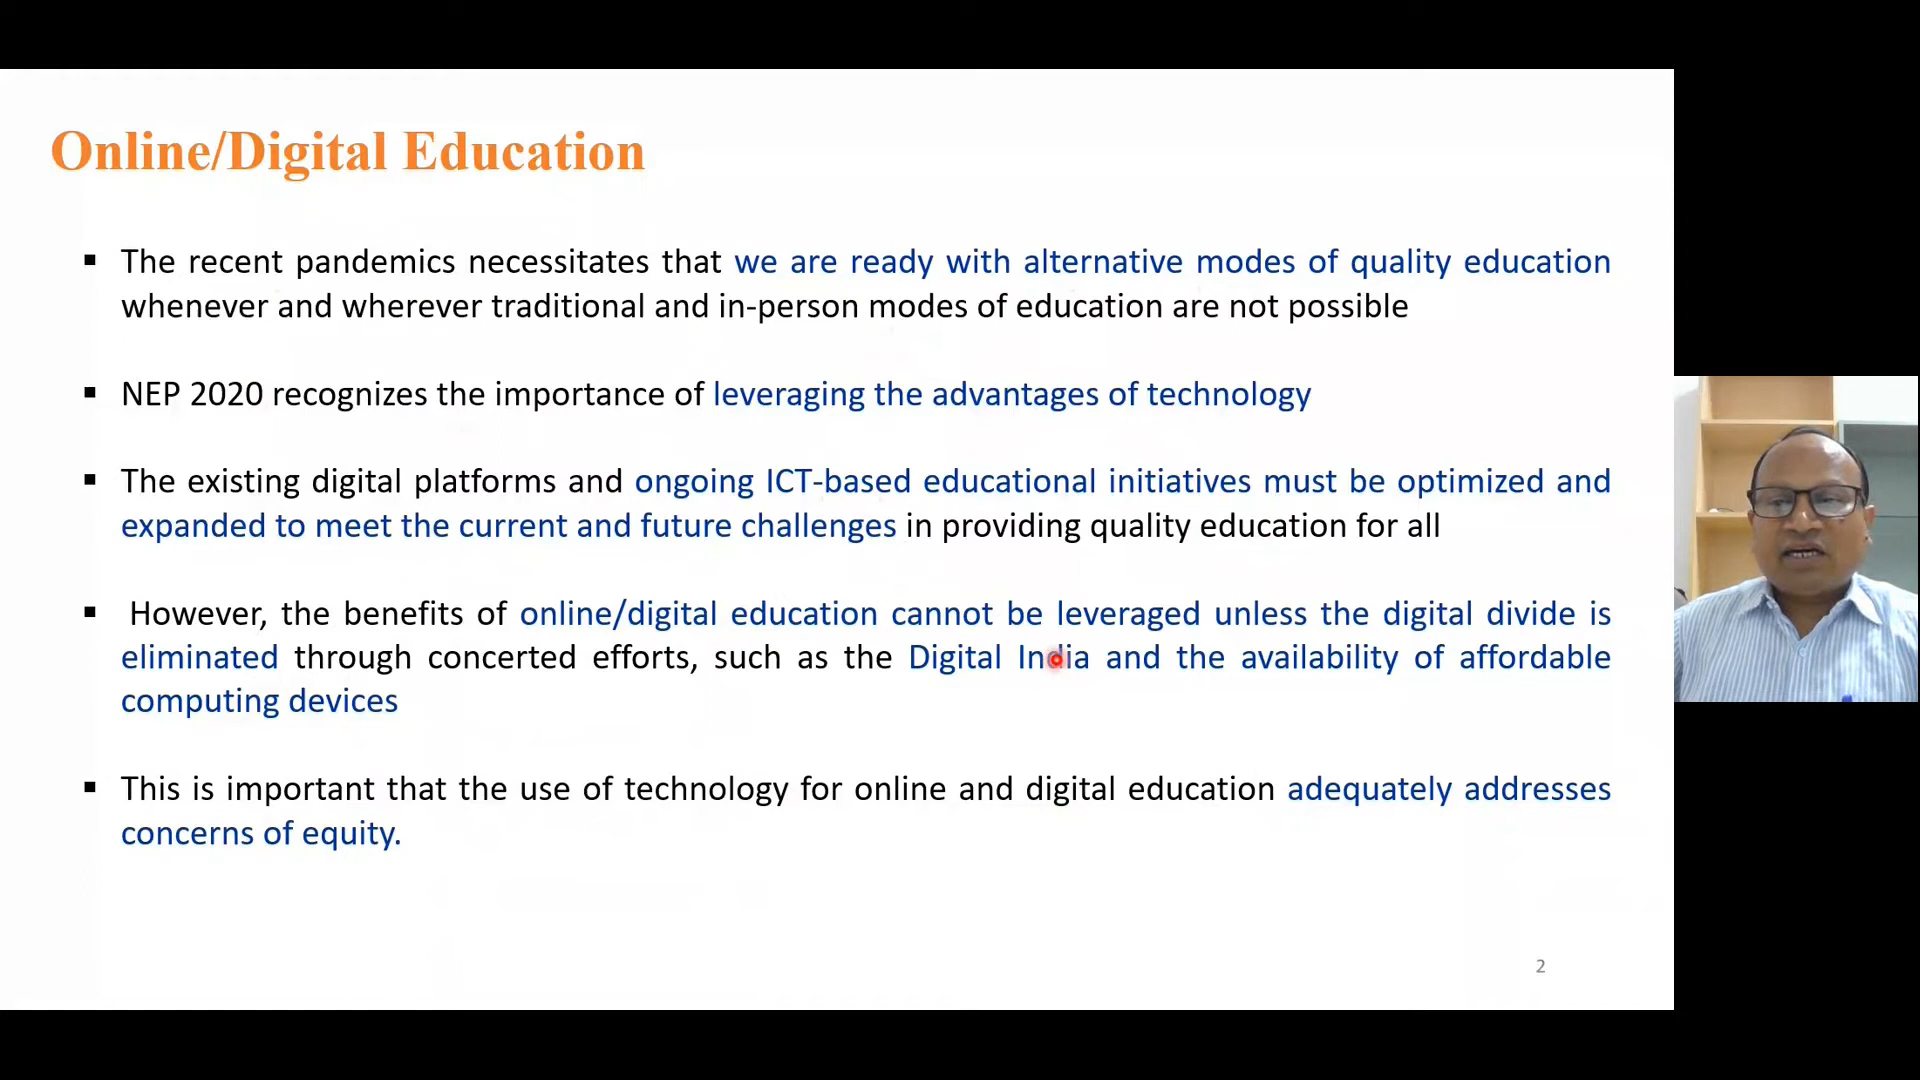 Online/Digital Education
▪ The recent pandemics necessitates that we are ready with alternative modes of quality education
whenever and wherever traditional and in-person modes of education are not possible
▪ NEP 2020 recognizes the importance of leveraging the advantages of technology
▪ The existing digital platforms and ongoing ICT-based educational initiatives must be optimized and
expanded to meet the current and future challenges in providing quality education for all
▪ However, the benefits of online/digital education cannot be leveraged unless the digital divide is
eliminated through concerted efforts, such as the Digital India and the availability of affordable
computing devices
▪ This is important that the use of technology for online and digital education adequately addresses
concerns of equity.
2